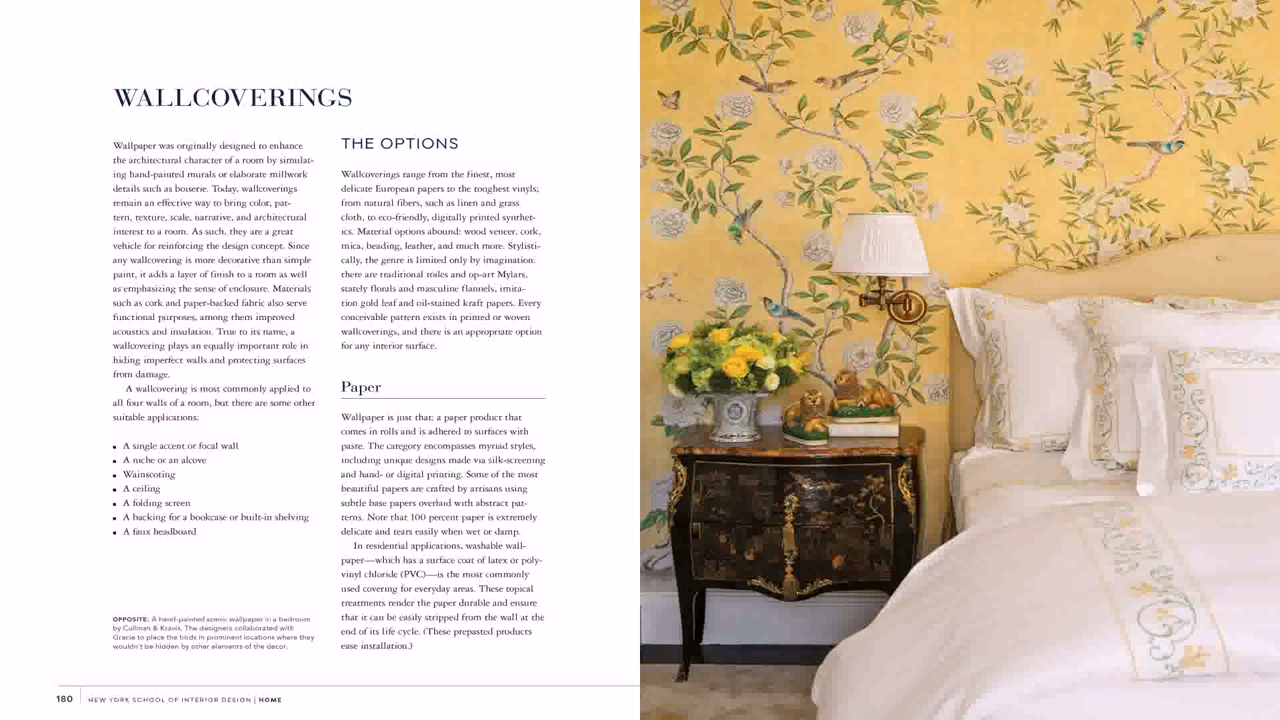 WALLCOVERINGS
Wallpaper was originally designed to enhance
the architectural character of a room by simulat-
ing hand-painted murals or elaborate millwork
details such as boiserie. Today, wallcoverings
remain an effective way to bring color, pat-
tern, texture, scale, narrative, and architectural
interest to a room. As such, they are a great
vehicle for reinforcing the design concept. Since
any wallcovering is more decorative than simple
paint, it adds a layer of finish to a room as well
as emphasizing the sense of enclosure. Materials
such as cork and paper-backed fabric also serve
functional purposes, among them improved
acoustics and insulation. True to its name, a
wallcovering plays an equally important role in
hiding imperfect walls and protecting surfaces
from damage.
A wallcovering is most commonly applied to
all four walls of a room, but there are some other
suitable applications:
▪ A single accent or focal wall
▪ A niche or an alcove
▪ Wainscoting
▪ A ceiling
▪ A folding screen
▪ A backing for a bookcase or built-in shelving
▪ A faux headboard
OPPOSITE: A hand-painted scenic wallpaper in a bedroom
by Cullman & Kravis. The designers collaborated with
Gracie to place the birds in prominent locations where they
wouldn't be hidden by other elements of the decor.
THE OPTIONS
Wallcoverings range from the finest, most
delicate European papers to the toughest vinyls;
from natural fibers, such as linen and grass
cloth, to eco-friendly, digitally printed synthet-
ics. Material options abound: wood veneer, cork,
mica, beading, leather, and much more. Stylisti-
cally, the genre is limited only by imagination:
there are traditional toiles and op-art Mylars,
stately florals and masculine flannels, imita-
tion gold leaf and oil-stained kraft papers. Every
conceivable pattern exists in printed or woven
wallcoverings, and there is an appropriate option
for any interior surface.
Paper
Wallpaper is just that: a paper product that
comes in rolls and is adhered to surfaces with
paste. The category encompasses myriad styles,
including unique designs made via silk-screening
and hand- or digital printing. Some of the most
beautiful papers are crafted by artisans using
subtle base papers overlaid with abstract pat-
terns. Note that 100 percent paper is extremely
delicate and tears easily when wet or damp.
In residential applications, washable wall-
paper—which has a surface coat of latex or poly-
vinyl chloride (PVC)—is the most commonly
used covering for everyday areas. These topical
treatments render the paper durable and ensure
that it can be easily stripped from the wall at the
end of its life cycle. (These prepasted products
ease installation.)
180 NEW YORK SCHOOL OF INTERIOR DESIGN | HOME